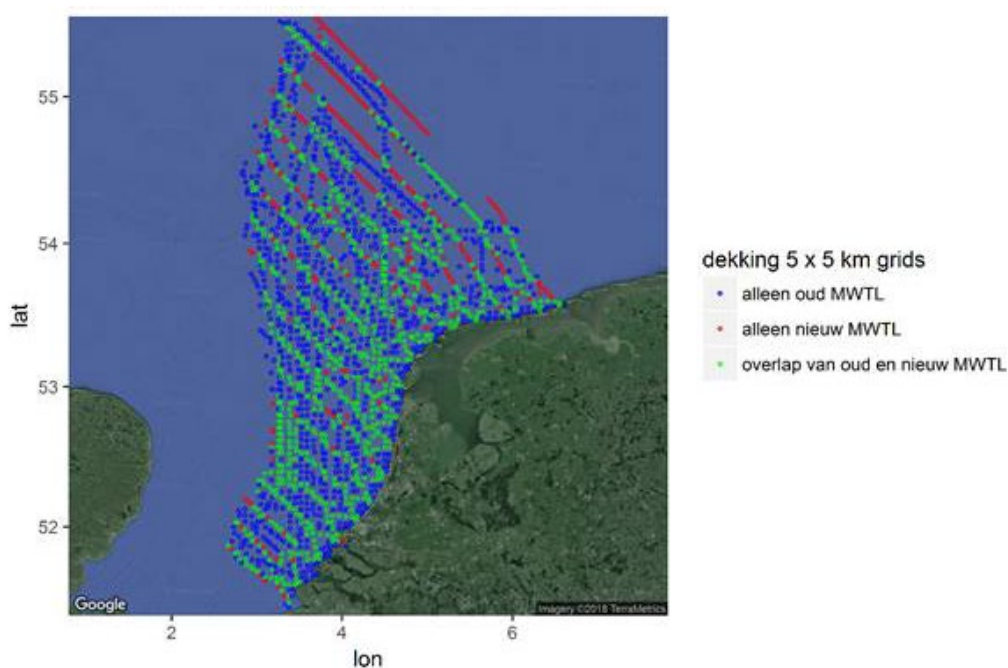 55
54
53
52
lat
2
4
6
lon
Google
Imagery ©2018 TerraMetrics
dekking 5 x 5 km grids
alleen oud MWTL
alleen nieuw MWTL
overlap van oud en nieuw MWTL